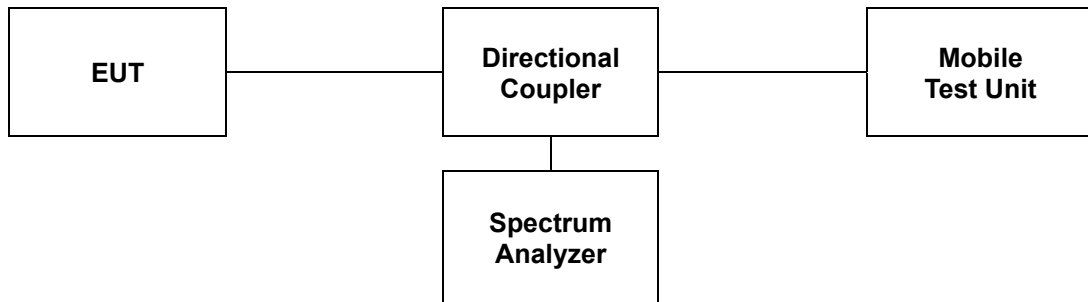 EUT
Directional
Coupler
Mobile
Test Unit
Spectrum
Analyzer